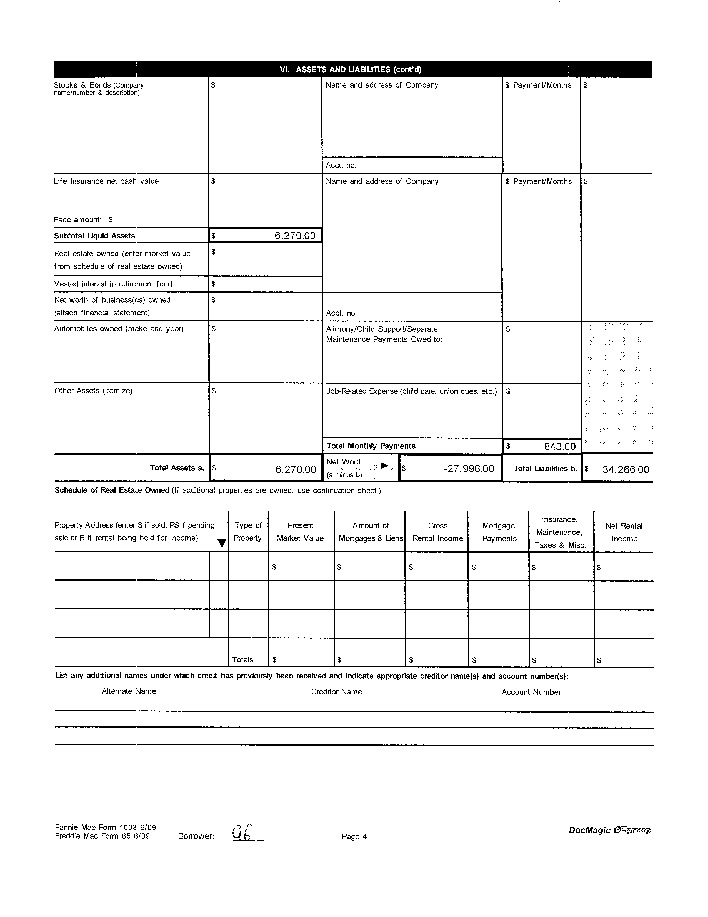 VI. ASSETS AND LIABILITIES (cont'd)
Stocks & Bonds (Company name/number & description)
$
Name and address of Company
$ Payment/Months
$
Acct. no.
Life insurance net cash value
$
Name and address of Company
$ Payment/Months
$
Face amount: $
Subtotal Liquid Assets
$ 6,270.00
Real estate owned (enter market value
$
from schedule of real estate owned)
Vested interest in retirement fund
$
Net worth of business(es) owned
$
(attach financial statement)
Acct. no.
Automobiles owned (make and year)
$
Alimony/Child Support/Separate
Maintenance Payments Owed to:
$
Other Assets (itemize)
$
Job-Related Expense (child care, union dues, etc.)
$
Total Monthly Payments
$ 843.00
Total Assets a.
$ 6,270.00
Net Worth
(a minus b)
$ -27,996.00
Total Liabilities b.
$ 34,266.00
Schedule of Real Estate Owned (If additional properties are owned, use continuation sheet.)
Property Address (enter S if sold, PS if pending
sale or R if rental being held for income)
Type of
Property
Present
Market Value
Amount of
Mortgages & Liens
Gross
Rental Income
Mortgage
Payments
Insurance,
Maintenance,
Taxes & Misc.
Net Rental
Income
$ $ $ $ $ $
Totals $ $ $ $ $ $
List any additional names under which credit has previously been received and indicate appropriate creditor name(s) and account number(s):
Alternate Name Creditor Name Account Number
Fannie Mae Form 1003 6/09
Freddie Mac Form 65 6/09
Borrower:
Page 4
DocMagic